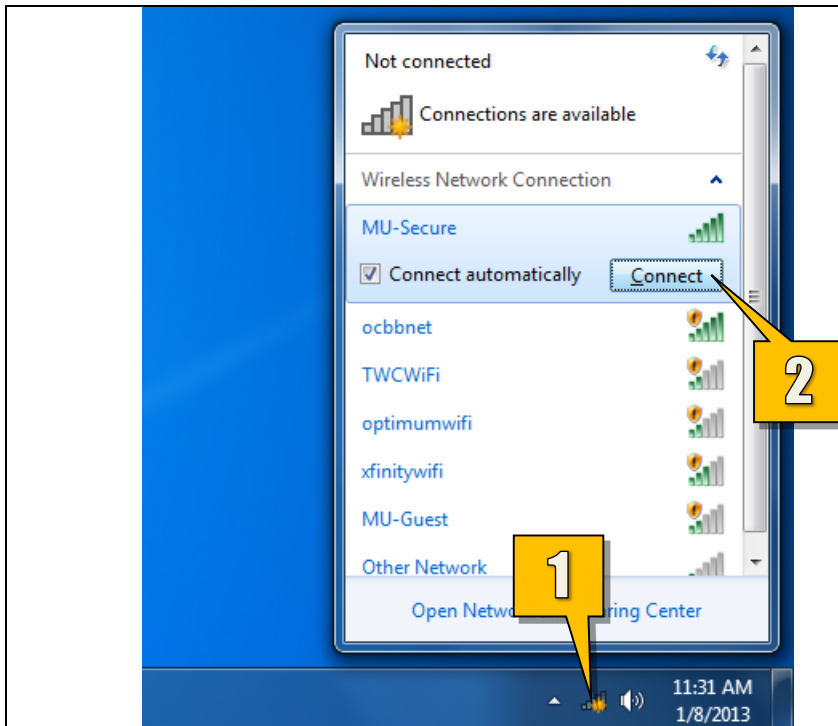 Not connected
Connections are available
Wireless Network Connection
MU-Secure
Connect automatically
Connect
ocbbnet
2
TWCWiFi
optimumwifi
xfinitywifi
MU-Guest
1
Other Network
Open Netwo ring Center
11:31 AM
1/8/2013